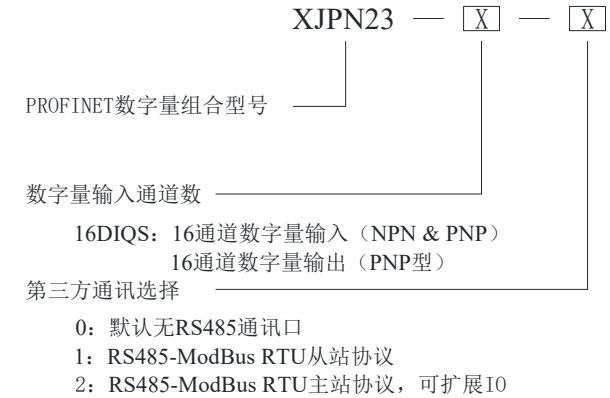 XJPN23 — X — X
PROFINET数字量组合型号
数字量输入通道数
16DIQS：16通道数字量输入（NPN & PNP）
16通道数字量输出（PNP型）
第三方通讯选择
0：默认无RS485通讯口
1：RS485-ModBus RTU从站协议
2：RS485-ModBus RTU主站协议，可扩展IO